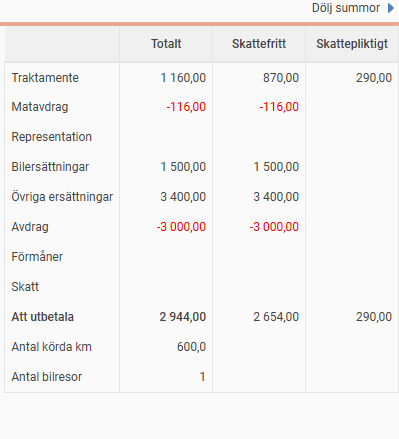 Dölj summor
Totalt Skattefritt Skattepliktigt
Traktamente 1 160,00 870,00 290,00
Matavdrag -116,00 -116,00
Representation
Bilersättningar 1 500,00 1 500,00
Övriga ersättningar 3 400,00 3 400,00
Avdrag -3 000,00 -3 000,00
Förmåner
Skatt
Att utbetala 2 944,00 2 654,00 290,00
Antal körda km 600,0
Antal bilresor 1